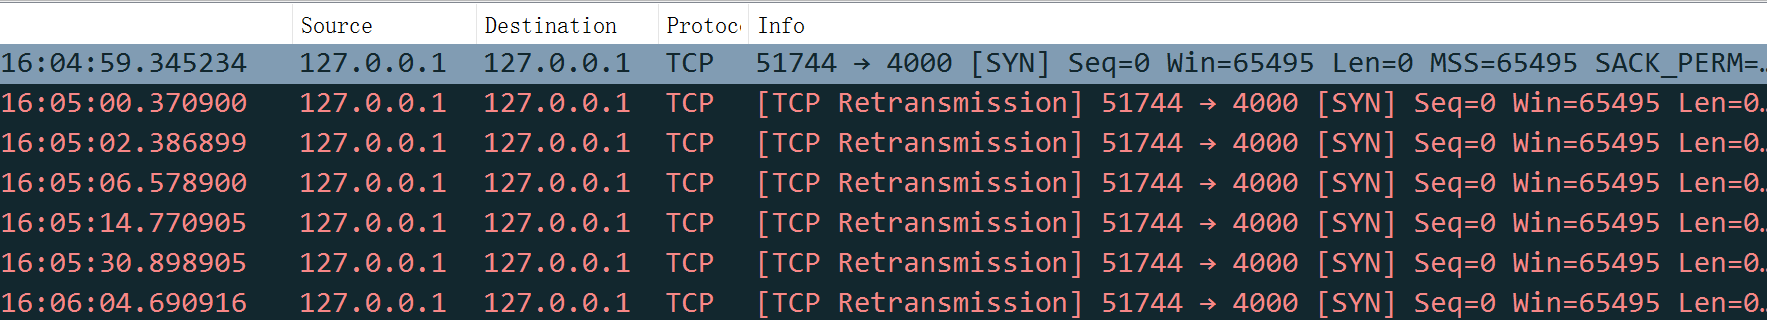 Source Destination Protoc Info
16:04:59.345234 127.0.0.1 127.0.0.1 TCP 51744 → 4000 [SYN] Seq=0 Win=65495 Len=0 MSS=65495 SACK_PERM=…
16:05:00.370900 127.0.0.1 127.0.0.1 TCP [TCP Retransmission] 51744 → 4000 [SYN] Seq=0 Win=65495 Len=0…
16:05:02.386899 127.0.0.1 127.0.0.1 TCP [TCP Retransmission] 51744 → 4000 [SYN] Seq=0 Win=65495 Len=0…
16:05:06.578900 127.0.0.1 127.0.0.1 TCP [TCP Retransmission] 51744 → 4000 [SYN] Seq=0 Win=65495 Len=0…
16:05:14.770905 127.0.0.1 127.0.0.1 TCP [TCP Retransmission] 51744 → 4000 [SYN] Seq=0 Win=65495 Len=0…
16:05:30.898905 127.0.0.1 127.0.0.1 TCP [TCP Retransmission] 51744 → 4000 [SYN] Seq=0 Win=65495 Len=0…
16:06:04.690916 127.0.0.1 127.0.0.1 TCP [TCP Retransmission] 51744 → 4000 [SYN] Seq=0 Win=65495 Len=0…